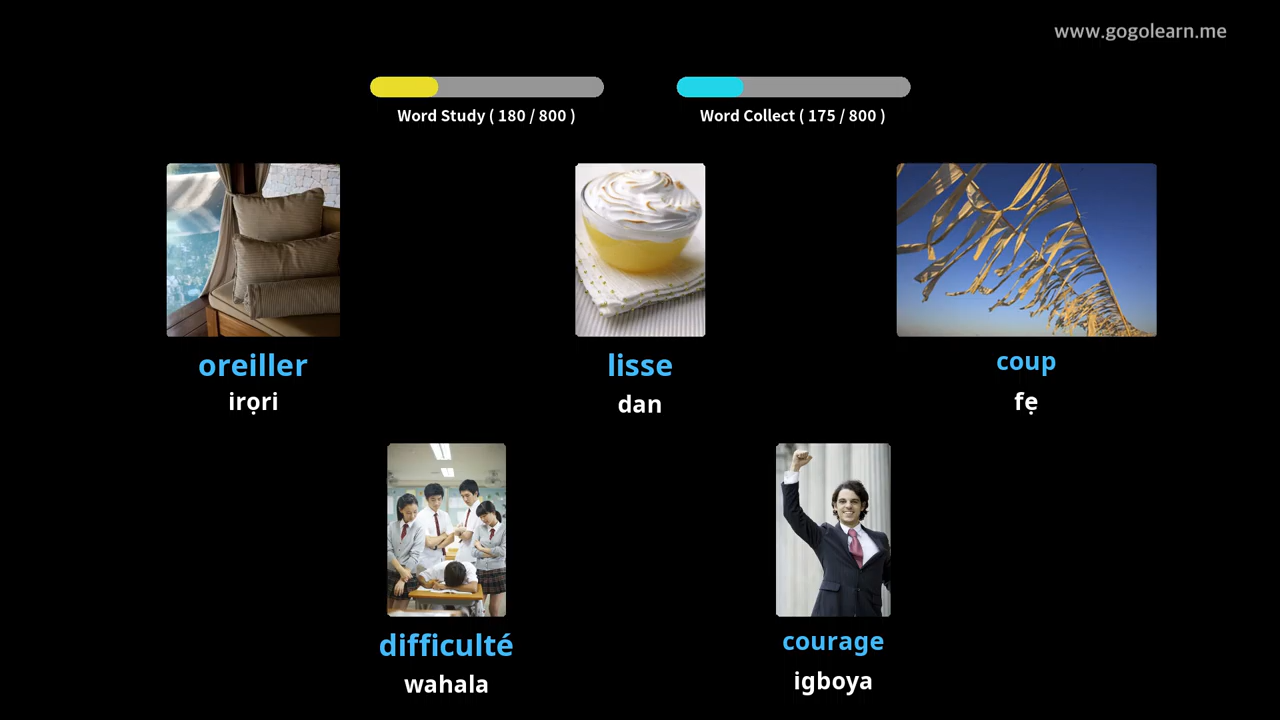 www.gogolearn.me
Word Study ( 180 / 800 )
Word Collect ( 175 / 800 )
oreiller
irọri
lisse
dan
coup
fẹ
difficulté
wahala
courage
igboya